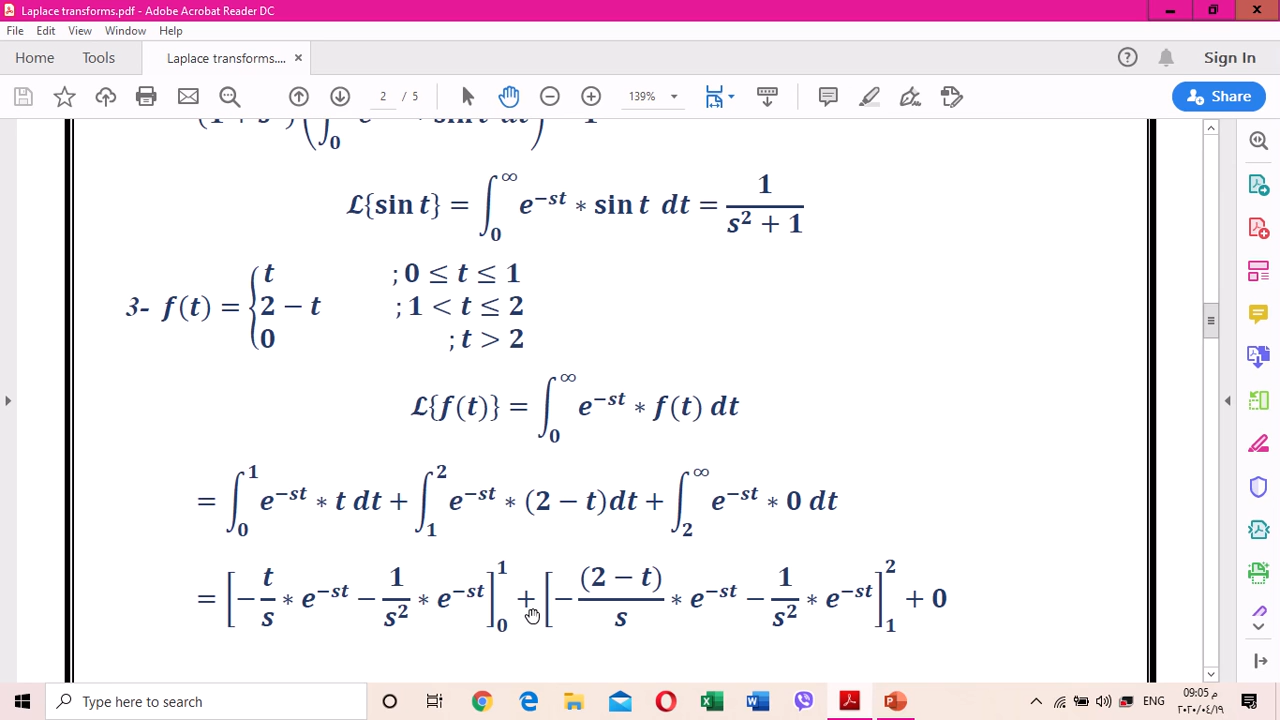 Laplace transforms.pdf - Adobe Acrobat Reader DC
File Edit View Window Help
Home Tools Laplace transforms.... × Sign In
2 / 5 139% Share
ℒ{sin t} = ∫₀^∞ e^{−st} * sin t dt = 1/(s² + 1)
3- f(t) = { t ; 0 ≤ t ≤ 1
2 − t ; 1 < t ≤ 2
0 ; t > 2
ℒ{f(t)} = ∫₀^∞ e^{−st} * f(t) dt
= ∫₀^1 e^{−st} * t dt + ∫₁^2 e^{−st} * (2 − t)dt + ∫₂^∞ e^{−st} * 0 dt
= [−t/s * e^{−st} − 1/s² * e^{−st}]₀^1 + [−(2 − t)/s * e^{−st} − 1/s² * e^{−st}]₁^2 + 0
Type here to search ENG 09:05 م
٢٠٢٠/٠٤/١٩